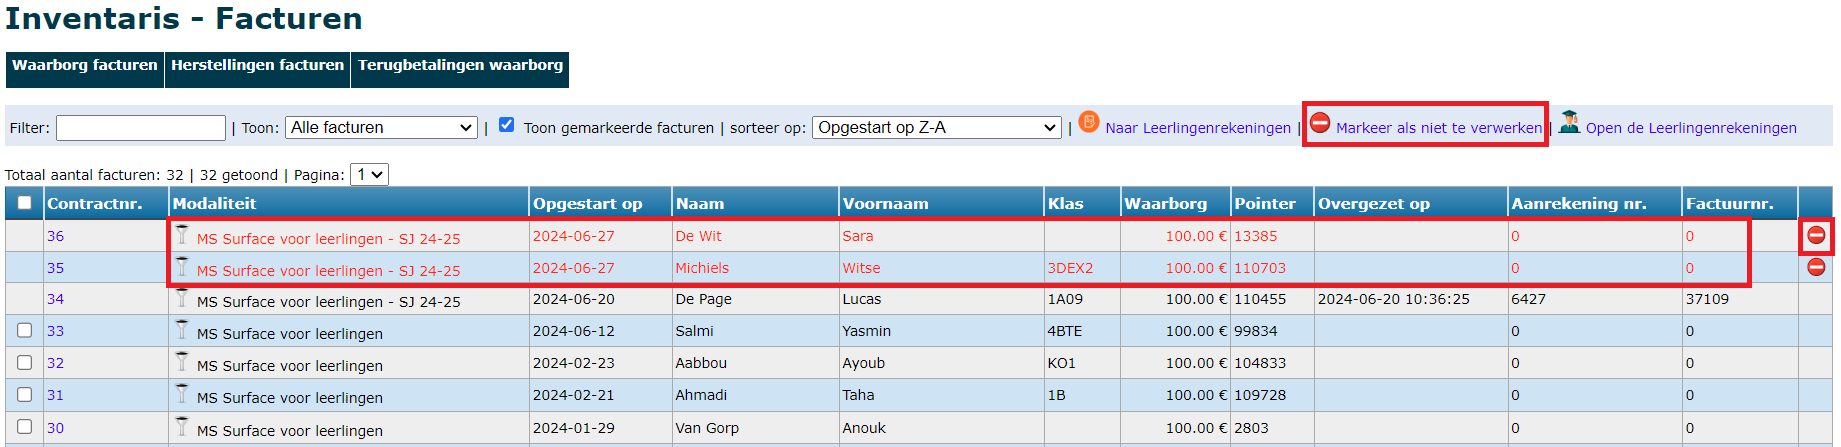 Inventaris - Facturen
Waarborg facturen Herstellingen facturen Terugbetalingen waarborg
Filter: | Toon: Alle facturen | Toon gemarkeerde facturen | sorteer op: Opgestart op Z-A | Naar Leerlingenrekeningen | Markeer als niet te verwerken | Open de Leerlingenrekeningen
Totaal aantal facturen: 32 | 32 getoond | Pagina: 1
Contractnr. Modaliteit Opgestart op Naam Voornaam Klas Waarborg Pointer Overgezet op Aanrekening nr. Factuurnr.
36 MS Surface voor leerlingen - SJ 24-25 2024-06-27 De Wit Sara 100.00 € 13385 0 0
35 MS Surface voor leerlingen - SJ 24-25 2024-06-27 Michiels Witse 3DEX2 100.00 € 110703 0 0
34 MS Surface voor leerlingen - SJ 24-25 2024-06-20 De Page Lucas 1A09 100.00 € 110455 2024-06-20 10:36:25 6427 37109
33 MS Surface voor leerlingen 2024-06-12 Salmi Yasmin 4BTE 100.00 € 99834 0 0
32 MS Surface voor leerlingen 2024-02-23 Aabbou Ayoub KO1 100.00 € 104833 0 0
31 MS Surface voor leerlingen 2024-02-21 Ahmadi Taha 1B 100.00 € 109728 0 0
30 MS Surface voor leerlingen 2024-01-29 Van Gorp Anouk 100.00 € 2803 0 0